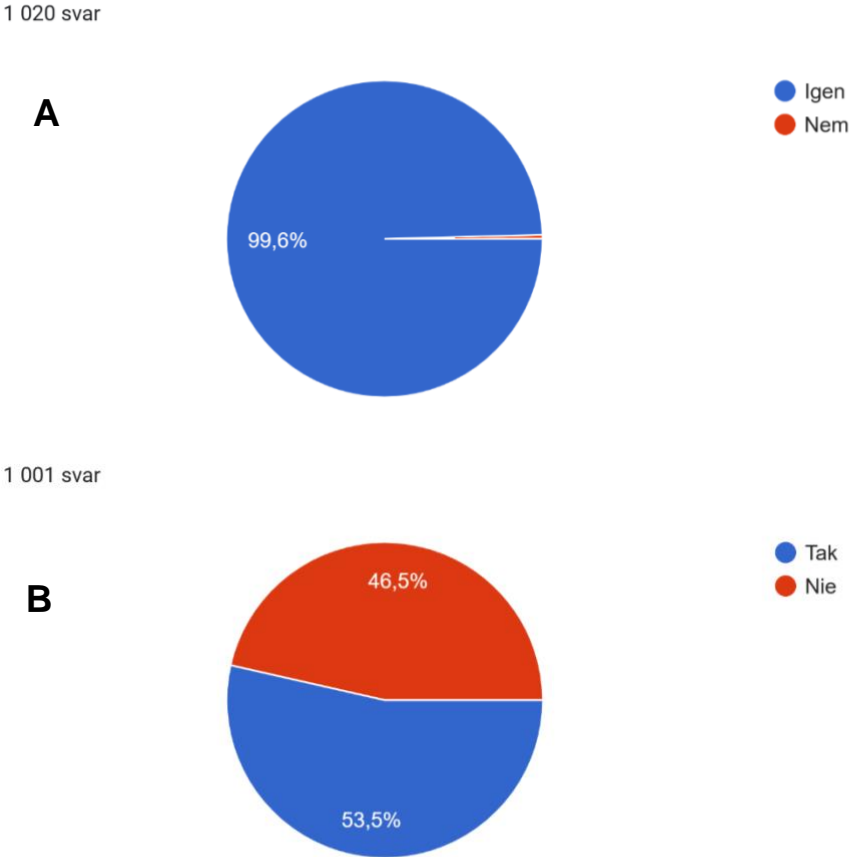 1 020 svar
A
Igen
Nem
99,6%
1 001 svar
B
Tak
Nie
46,5%
53,5%